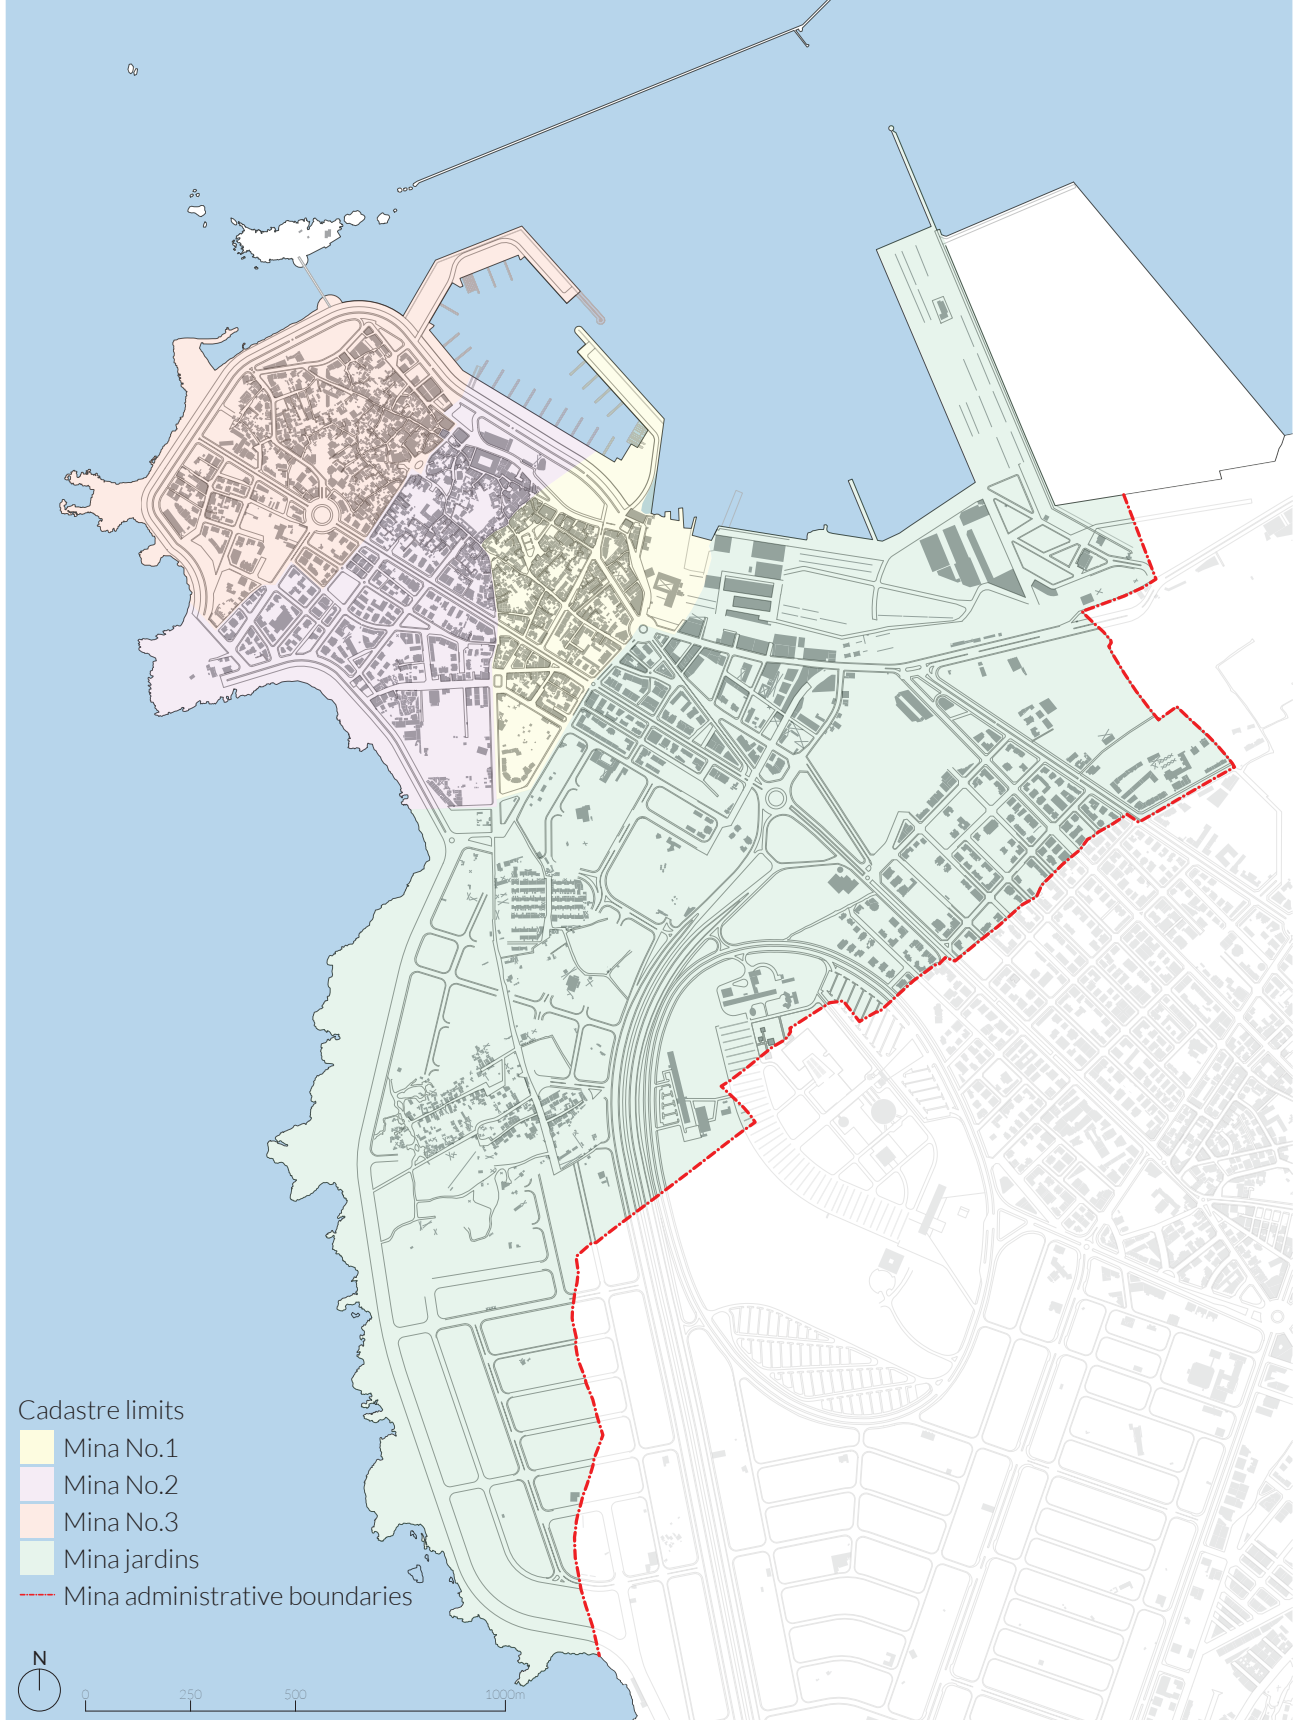 Cadastre limits
Mina No.1
Mina No.2
Mina No.3
Mina jardins
Mina administrative boundaries
N
0 250 500 1000m